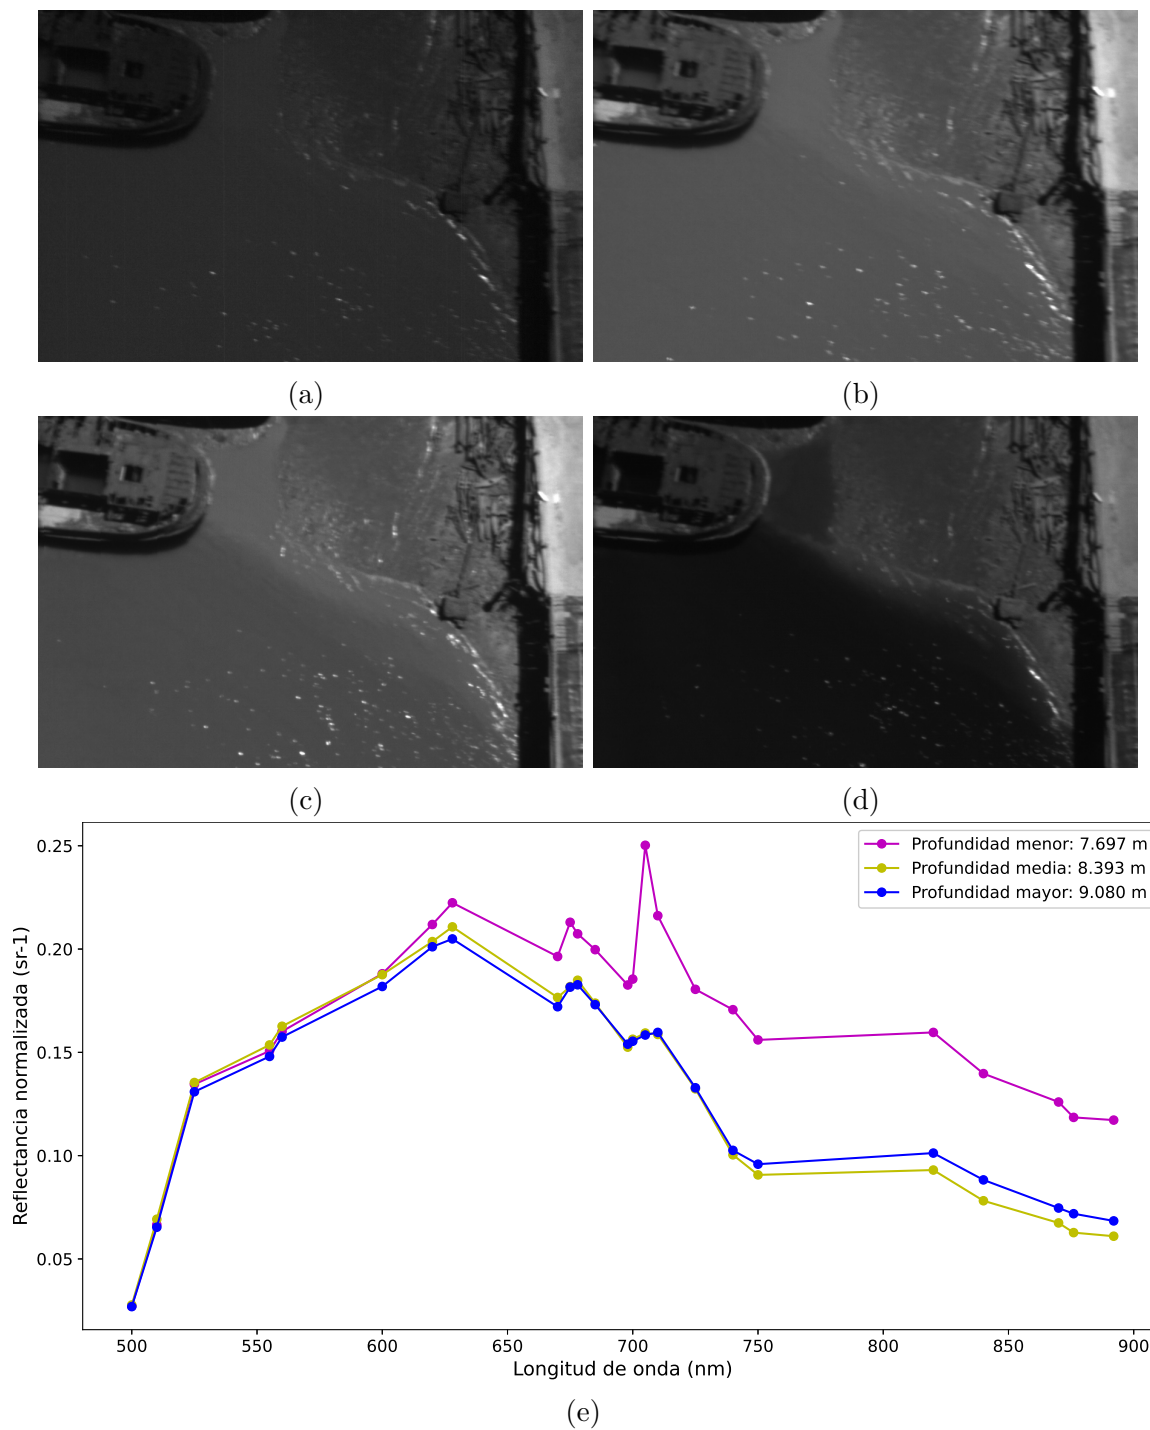 (a)
(b)
(c)
(d)
Reflectancia normalizada (sr-1)
0.25
0.20
0.15
0.10
0.05
Profundidad menor: 7.697 m
Profundidad media: 8.393 m
Profundidad mayor: 9.080 m
500
550
600
650
700
750
800
850
900
Longitud de onda (nm)
(e)